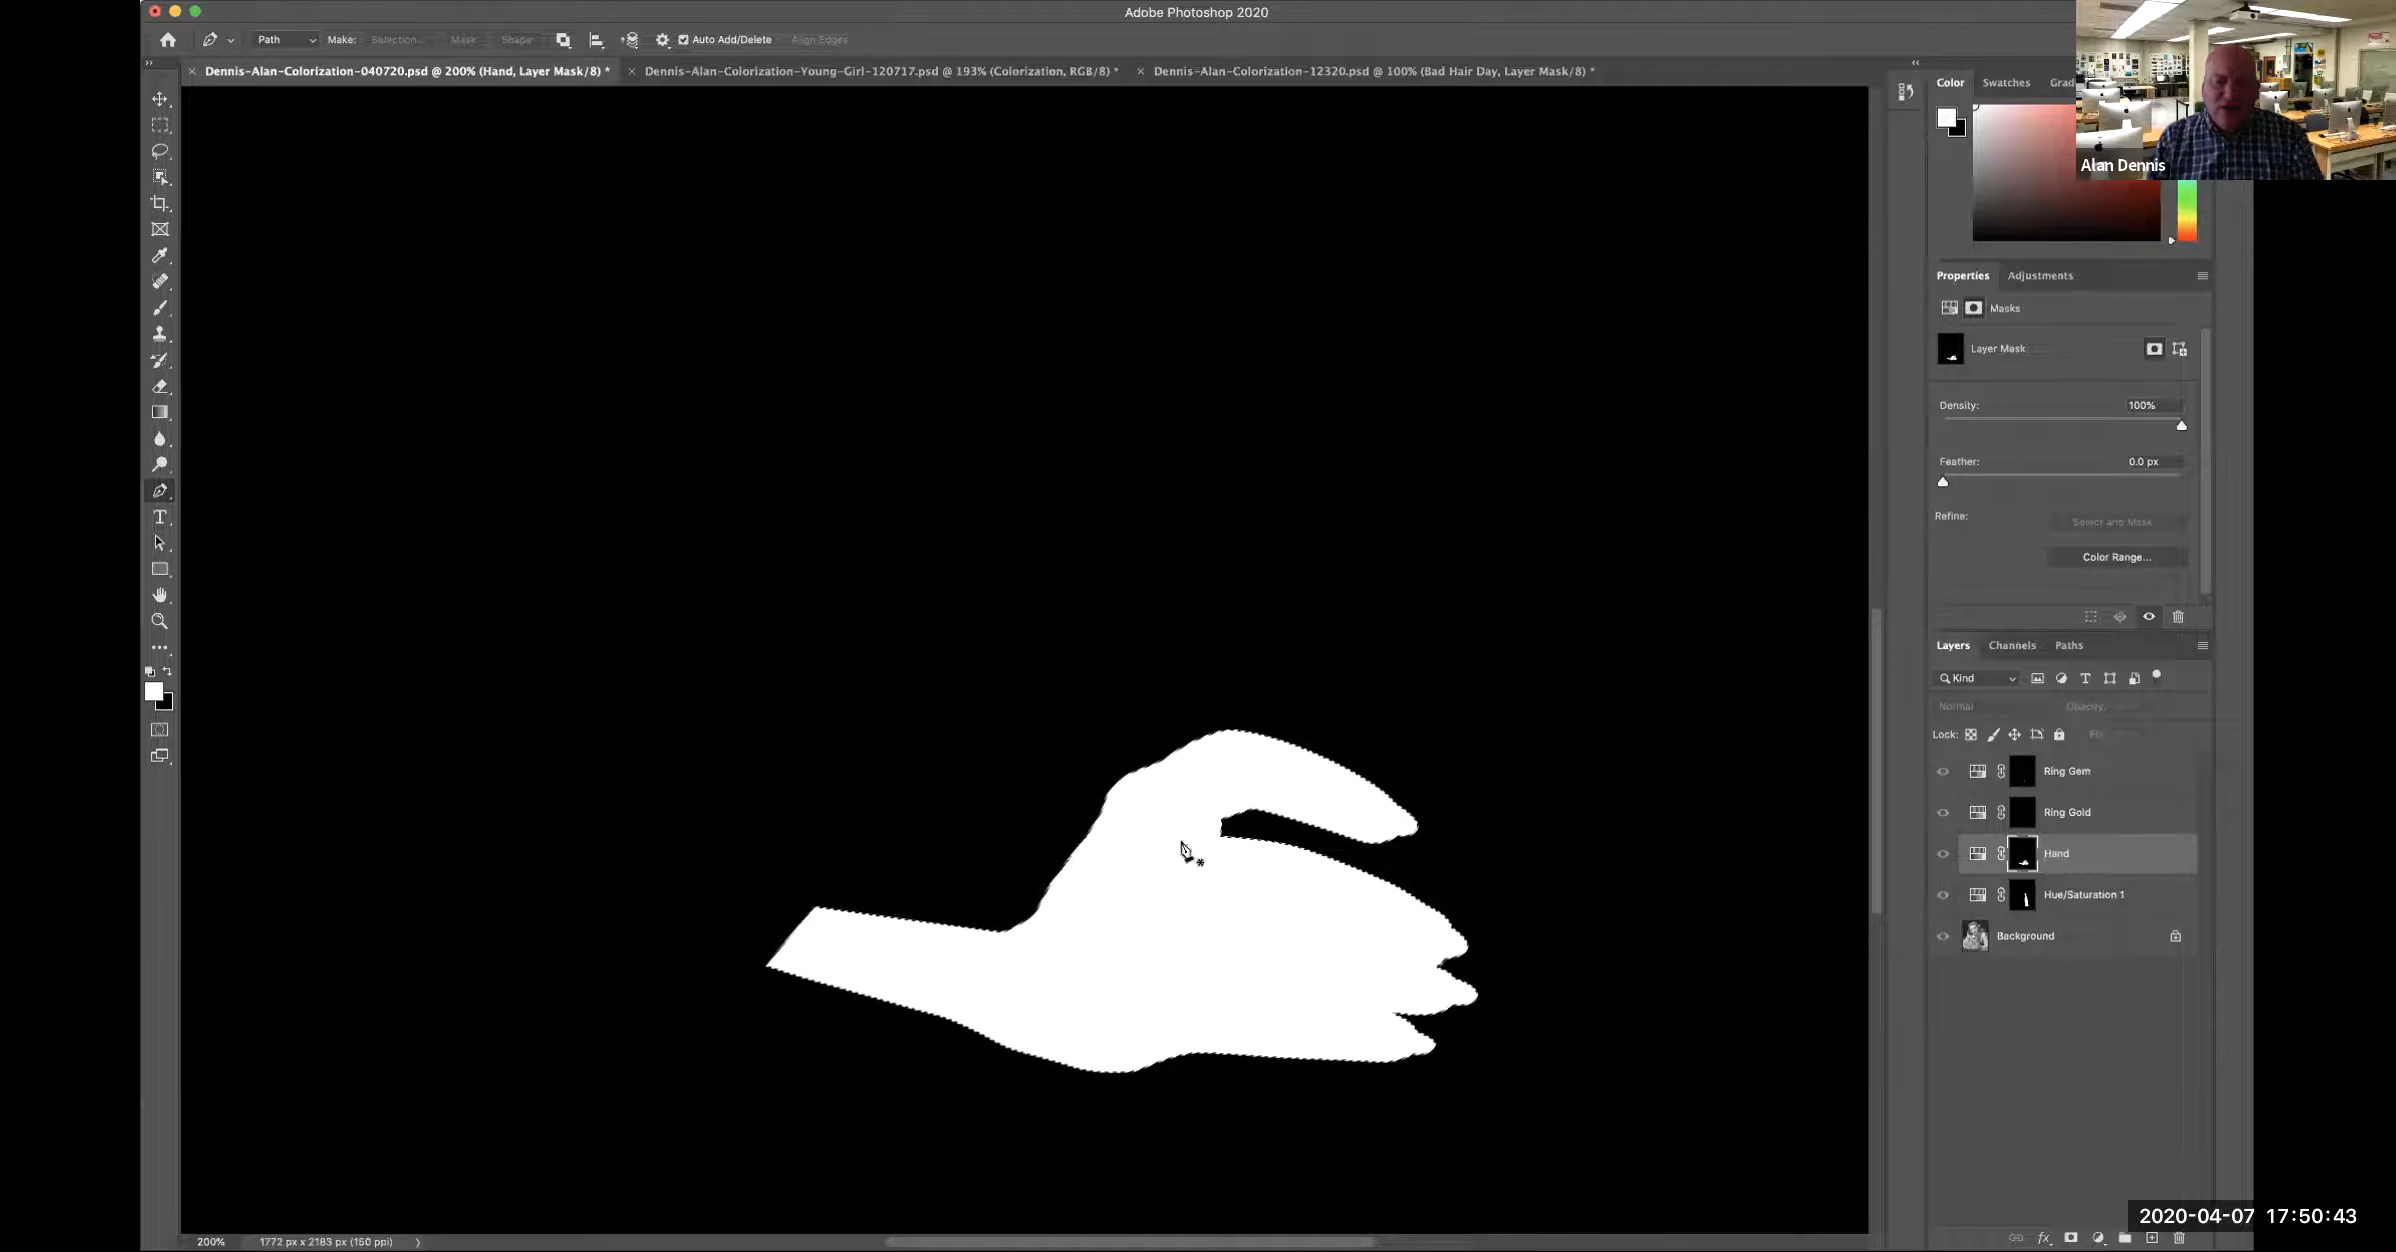 Adobe Photoshop 2020
Path Make: Selection... Mask Shape Auto Add/Delete Align Edges
Dennis-Alan-Colorization-040720.psd @ 200% (Hand, Layer Mask/8) * Dennis-Alan-Colorization-Young-Girl-120717.psd @ 193% (Colorization, RGB/8) * Dennis-Alan-Colorization-12320.psd @ 100% (Bad Hair Day, Layer Mask/8) *
Color Swatches Grad
Alan Dennis
Properties Adjustments
Masks
Layer Mask
Density: 100%
Feather: 0.0 px
Refine: Select and Mask...
Color Range...
Layers Channels Paths
Kind
Normal Opacity:
Lock:
Ring Gem
Ring Gold
Hand
Hue/Saturation 1
Background
2020-04-07 17:50:43
200% 1772 px x 2183 px (150 ppi)
fx